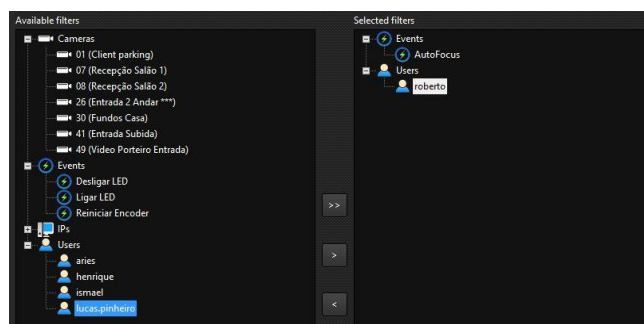 Available filters
Cameras
01 (Client parking)
07 (Recepção Salão 1)
08 (Recepção Salão 2)
26 (Entrada 2 Andar ***)
30 (Fundos Casa)
41 (Entrada Subida)
49 (Video Porteiro Entrada)
Events
Desligar LED
Ligar LED
Reiniciar Encoder
IPs
Users
aries
henrique
ismael
lucas.pinheiro
>>
>
<
Selected filters
Events
AutoFocus
Users
roberto